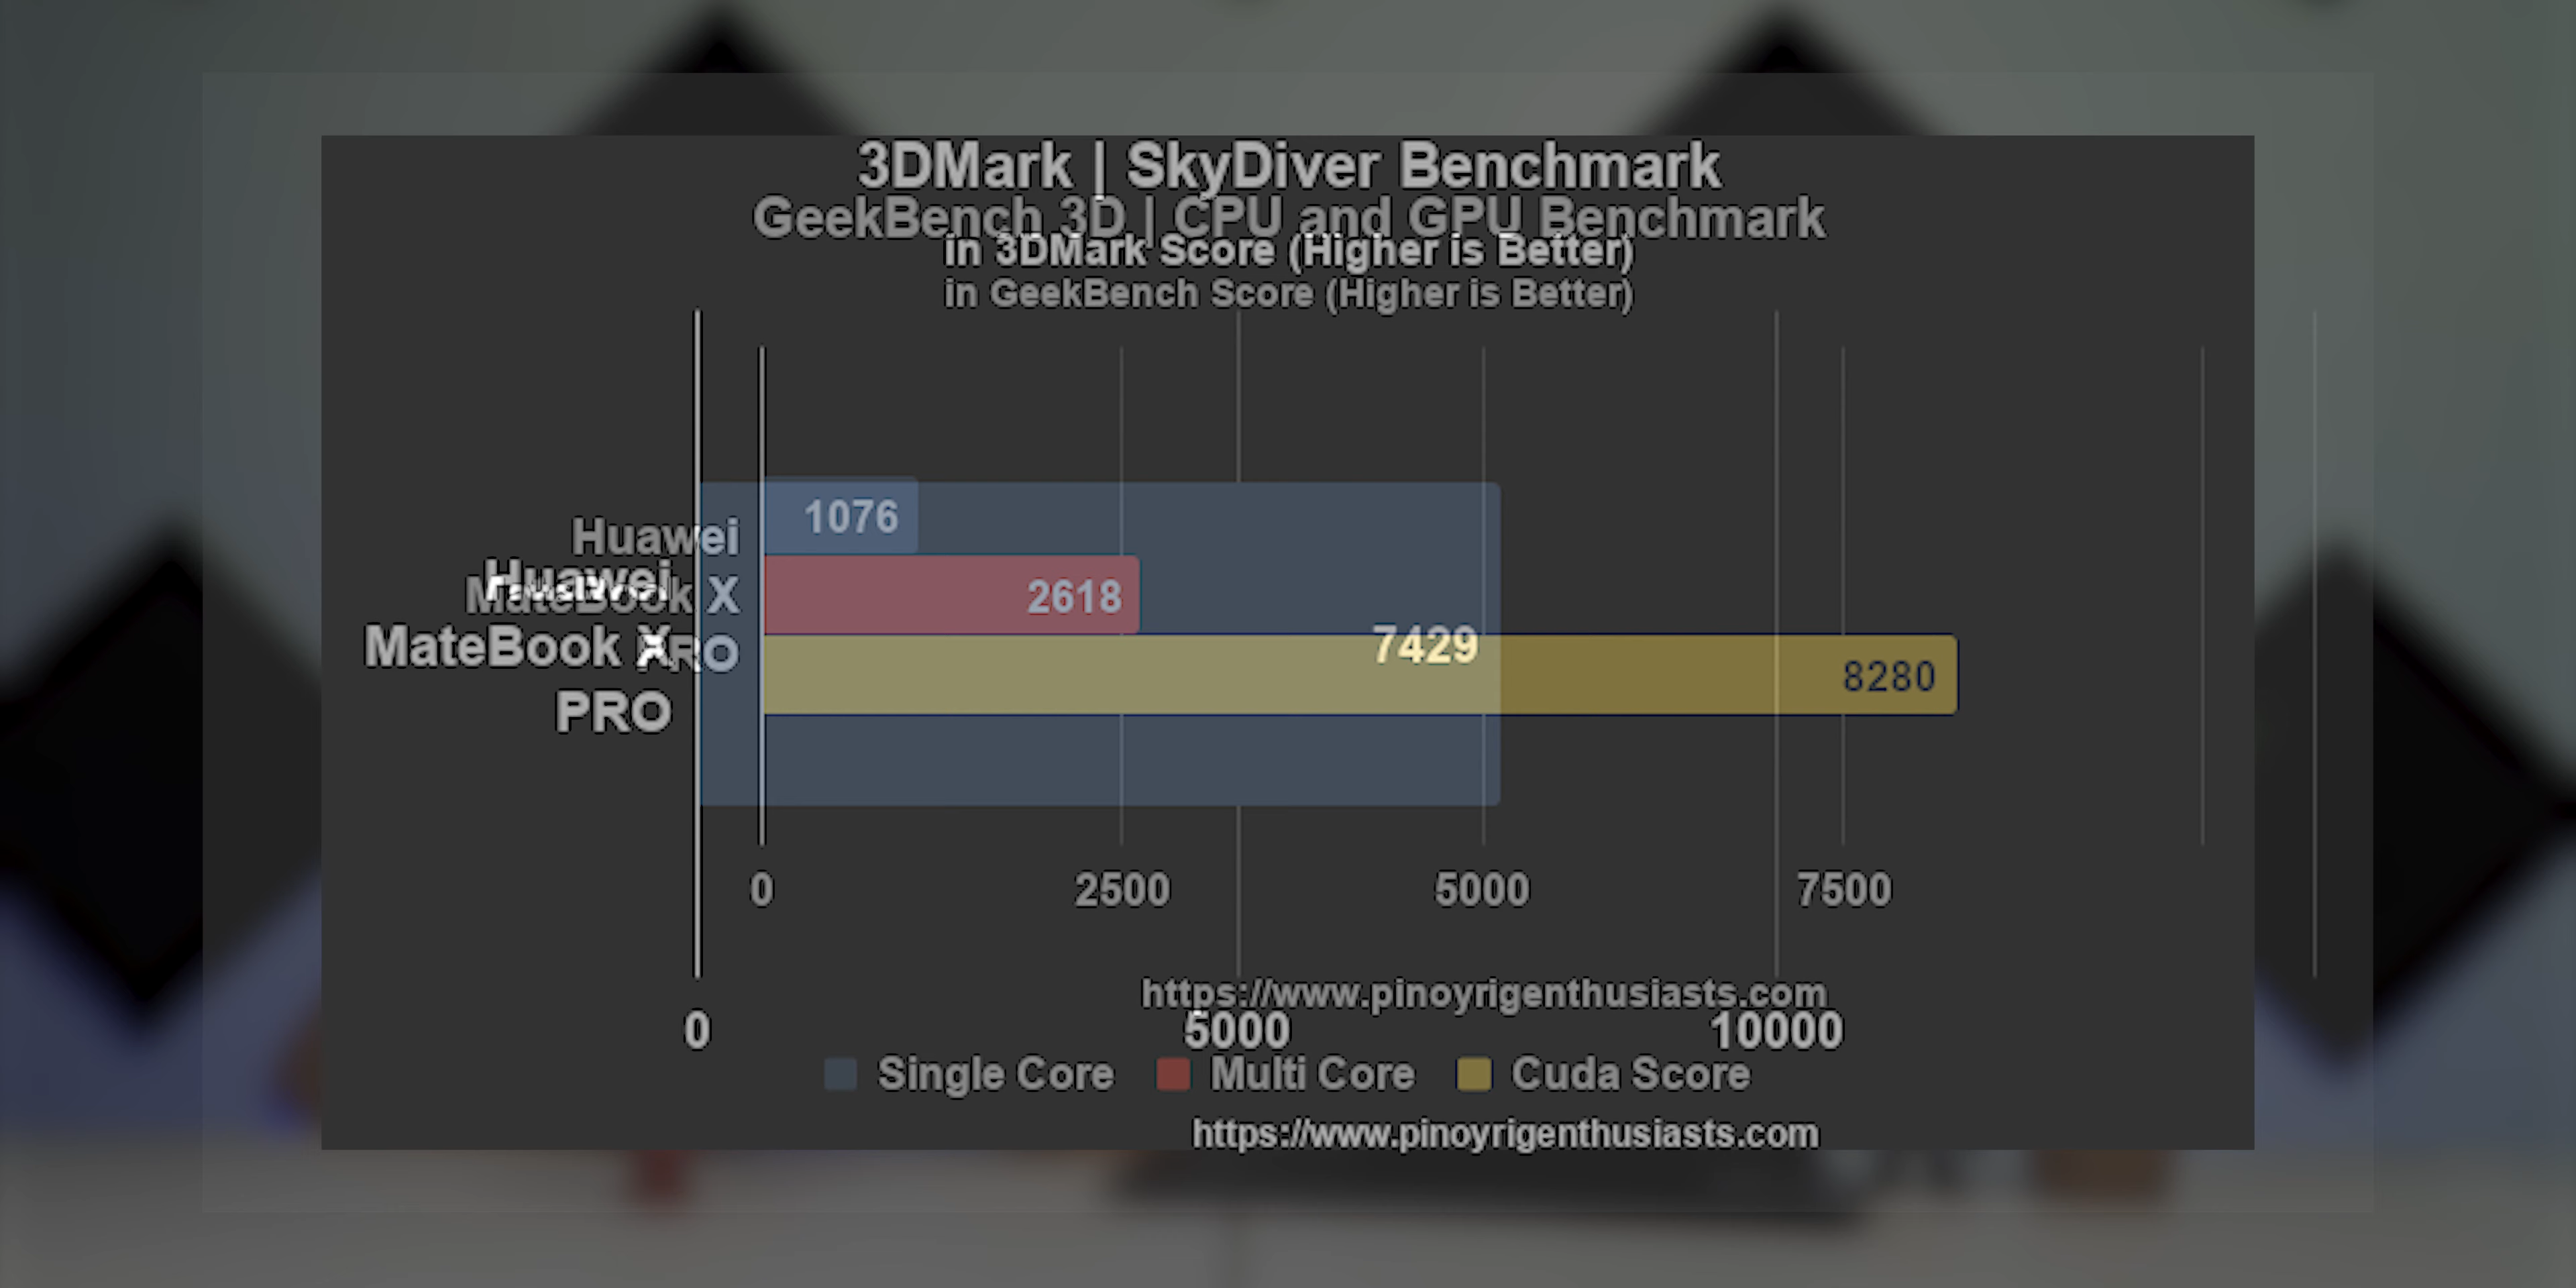 3DMark | SkyDiver Benchmark
GeekBench 3D | CPU and GPU Benchmark
in 3DMark Score (Higher is Better)
in GeekBench Score (Higher is Better)
1076
Huawei
Huawei
MateBook X
2618
MateBook X
PRO
7429
8280
PRO
0
2500
5000
7500
https://www.pinoyrigenthusiasts.com
0
5000
10000
Single Core
Multi Core
Cuda Score
https://www.pinoyrigenthusiasts.com